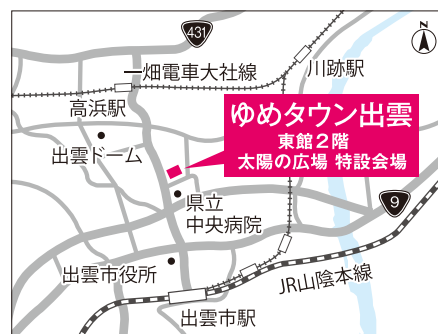 431
N
一畑電車大社線
川跡駅
高浜駅
ゆめタウン出雲
東館2階
太陽の広場 特設会場
出雲ドーム
県立
中央病院
9
出雲市役所
JR山陰本線
出雲市駅